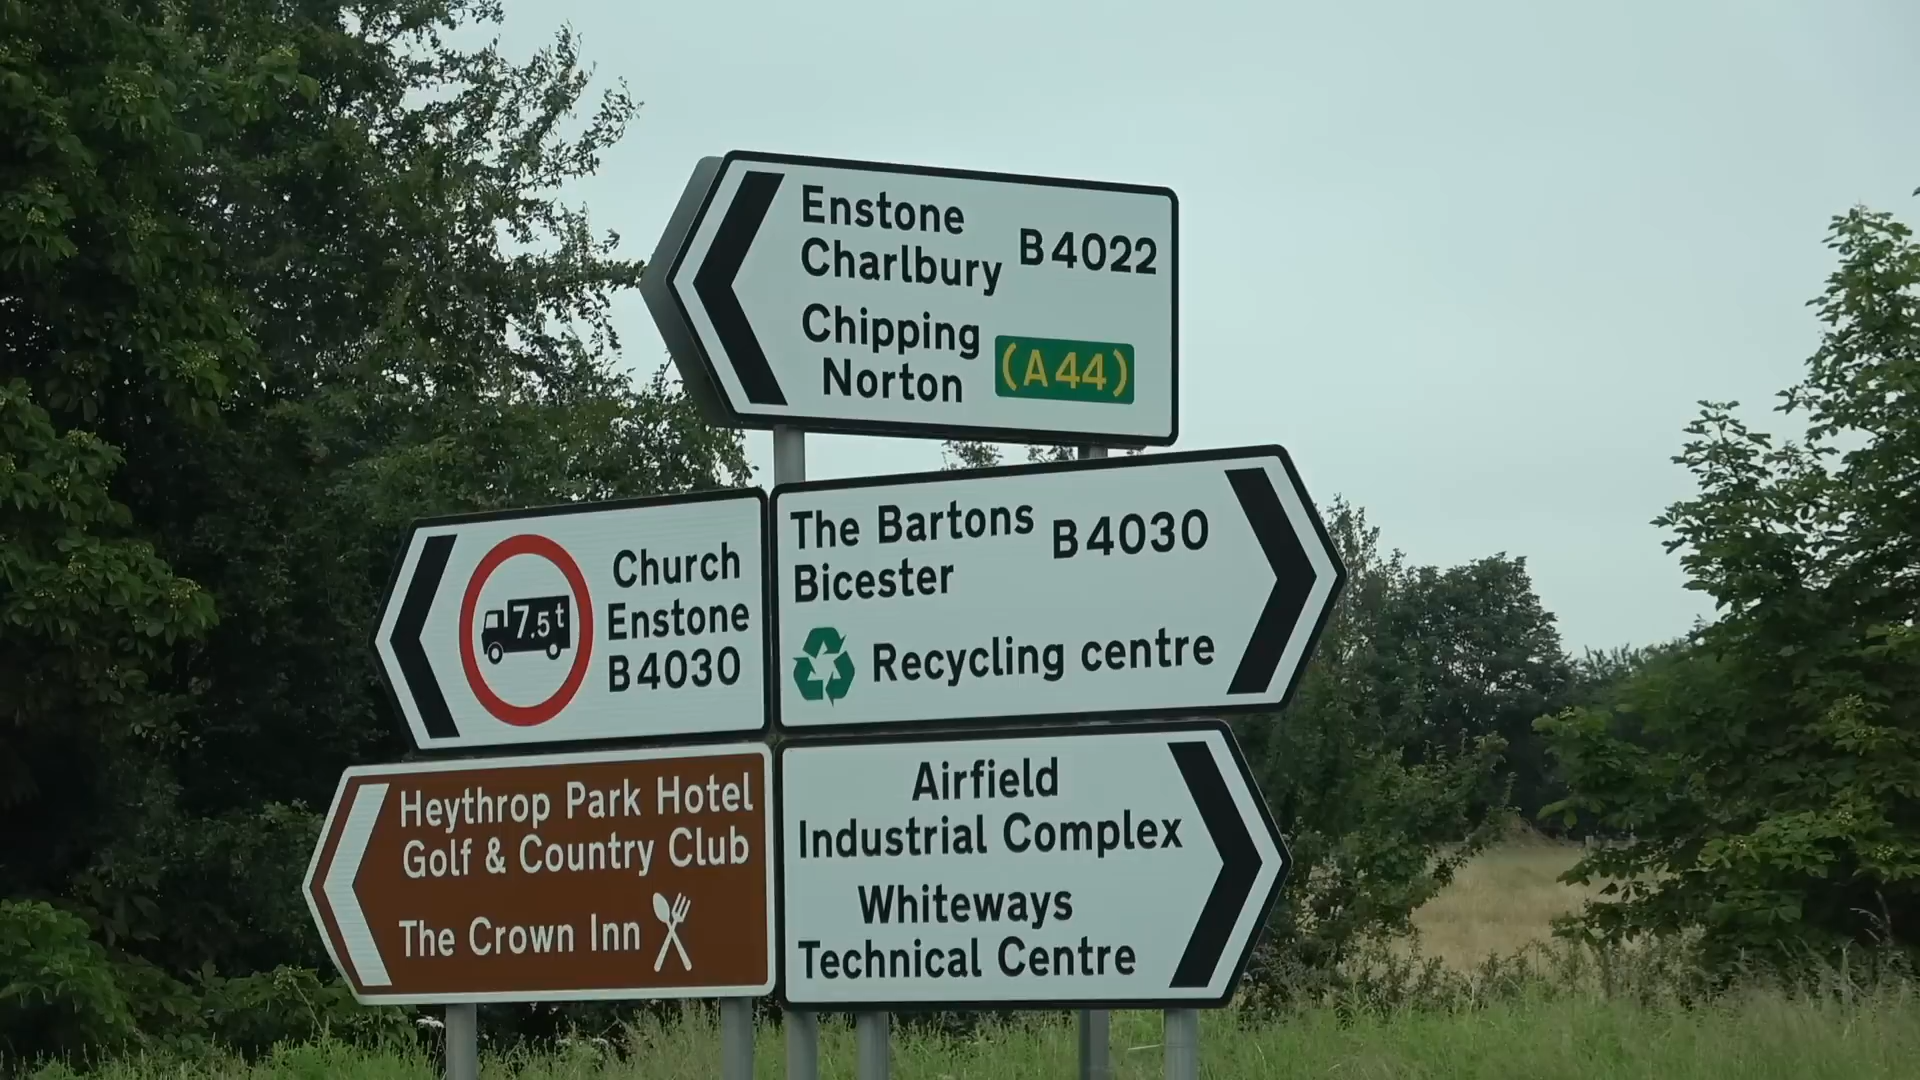 Enstone
Charlbury B4022
Chipping
Norton (A44)
7.5t
Church
Enstone
B4030
The Bartons B4030
Bicester
Recycling centre
Heythrop Park Hotel
Golf & Country Club
The Crown Inn
Airfield
Industrial Complex
Whiteways
Technical Centre